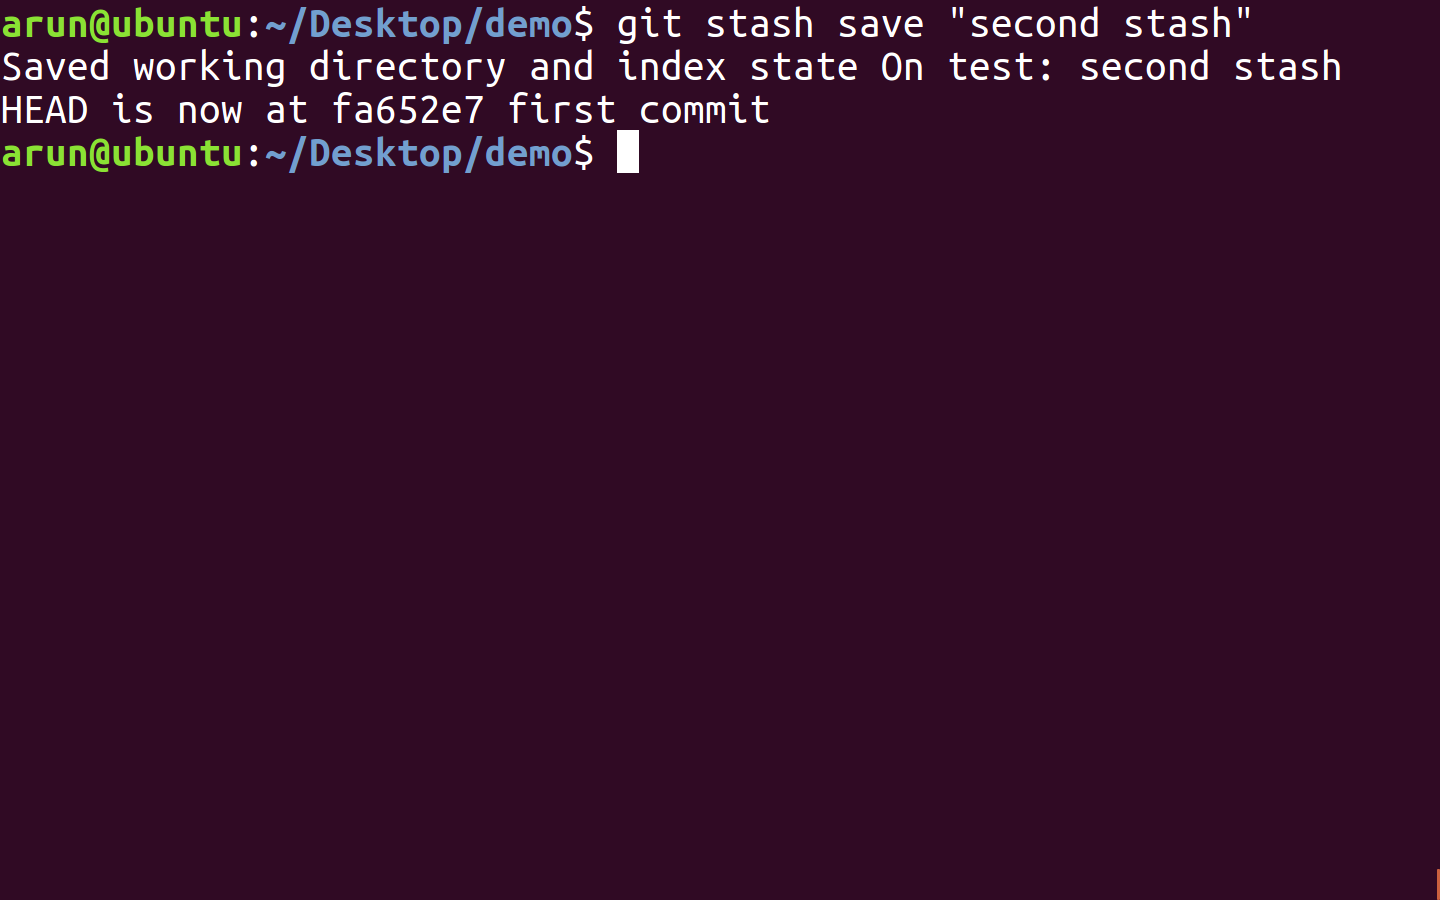 arun@ubuntu:~/Desktop/demo$ git stash save "second stash"
Saved working directory and index state On test: second stash
HEAD is now at fa652e7 first commit
arun@ubuntu:~/Desktop/demo$